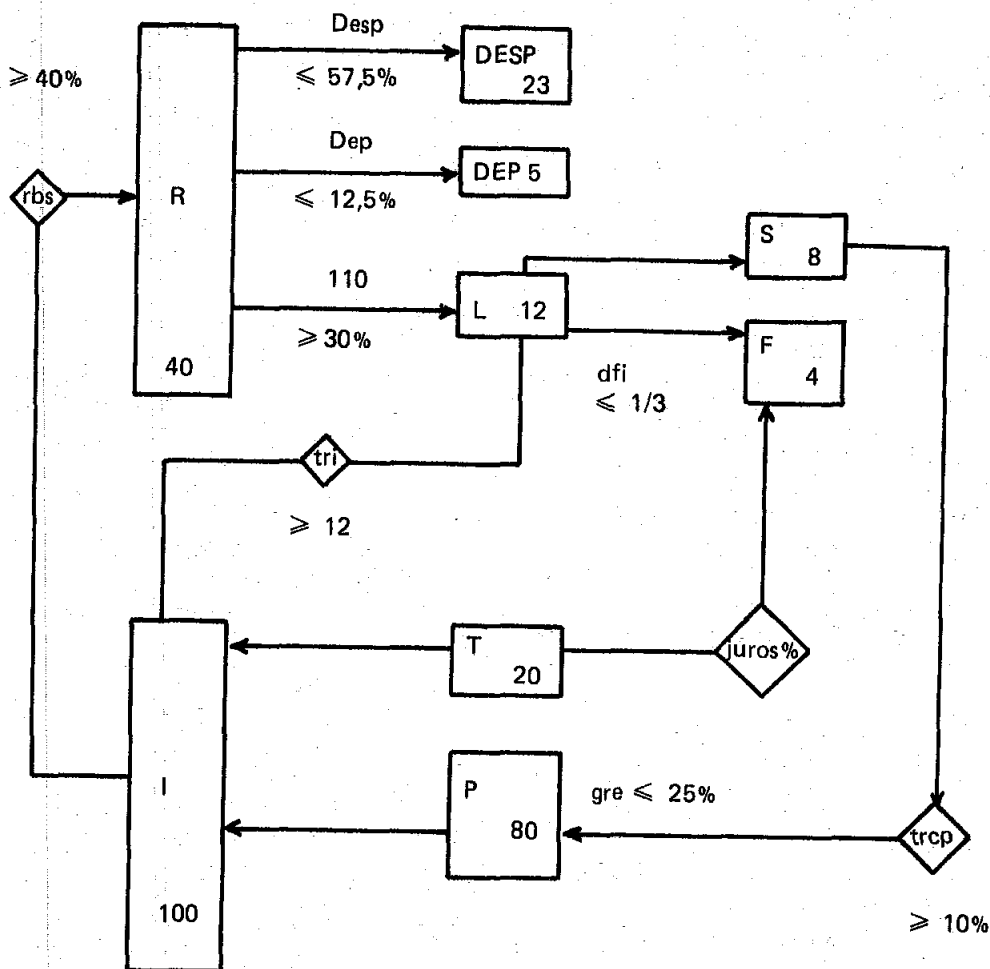 Desp
DESP
23
⩾ 40%
⩽ 57,5%
Dep
DEP 5
⩽ 12,5%
rbs
R
S
8
110
L 12
⩾ 30%
F
4
40
dfi
⩽ 1/3
tri
⩾ 12
T
20
juros%
I
P
80
gre ⩽ 25%
trcp
100
⩾ 10%